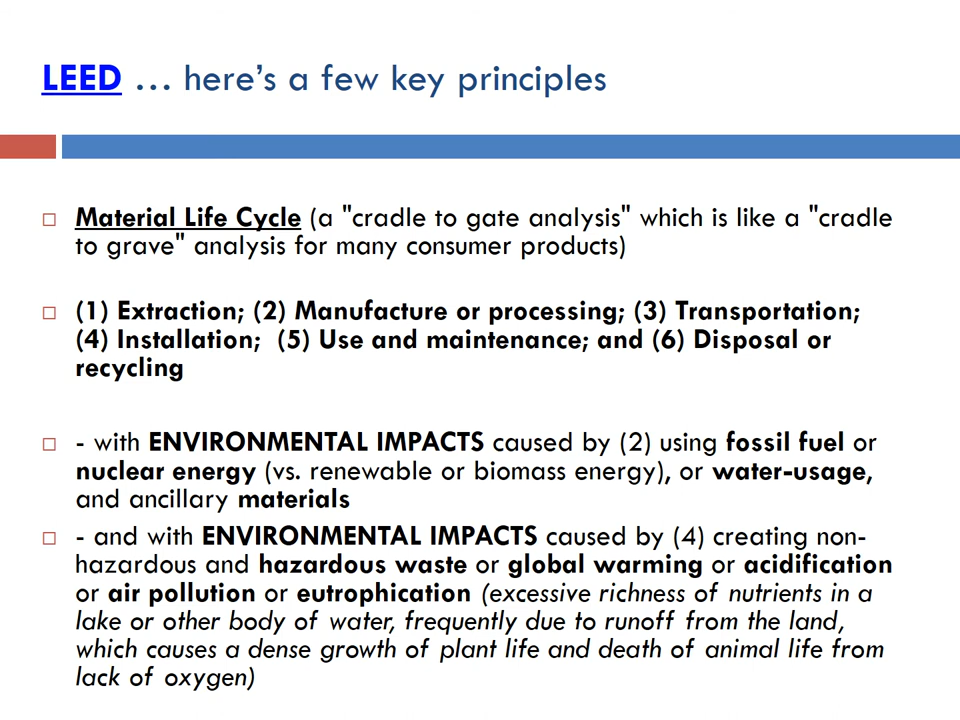 LEED … here’s a few key principles
Material Life Cycle (a "cradle to gate analysis" which is like a "cradle
to grave" analysis for many consumer products)
(1) Extraction; (2) Manufacture or processing; (3) Transportation;
(4) Installation;  (5) Use and maintenance; and (6) Disposal or
recycling
- with ENVIRONMENTAL IMPACTS caused by (2) using fossil fuel or
nuclear energy (vs. renewable or biomass energy), or water-usage,
and ancillary materials
- and with ENVIRONMENTAL IMPACTS caused by (4) creating non-
hazardous and hazardous waste or global warming or acidification
or air pollution or eutrophication (excessive richness of nutrients in a
lake or other body of water, frequently due to runoff from the land,
which causes a dense growth of plant life and death of animal life from
lack of oxygen)